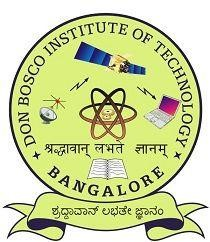 DON BOSCO INSTITUTE OF TECHNOLOGY
श्रद्धावान् लभते ज्ञानम्
BANGALORE
ಶ್ರದ್ಧಾವಾನ್ ಲಭತೇ ಜ್ಞಾನಂ